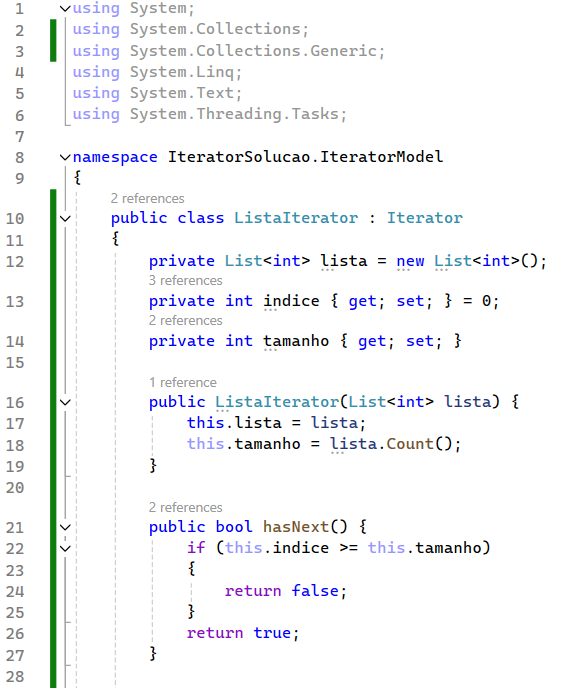 1 using System;
2 using System.Collections;
3 using System.Collections.Generic;
4 using System.Linq;
5 using System.Text;
6 using System.Threading.Tasks;
7
8 namespace IteratorSolucao.IteratorModel
9 {
2 references
10 public class ListaIterator : Iterator
11 {
12 private List<int> lista = new List<int>();
3 references
13 private int indice { get; set; } = 0;
2 references
14 private int tamanho { get; set; }
15
1 reference
16 public ListaIterator(List<int> lista) {
17 this.lista = lista;
18 this.tamanho = lista.Count();
19 }
20
2 references
21 public bool hasNext() {
22 if (this.indice >= this.tamanho)
23 {
24 return false;
25 }
26 return true;
27 }
28